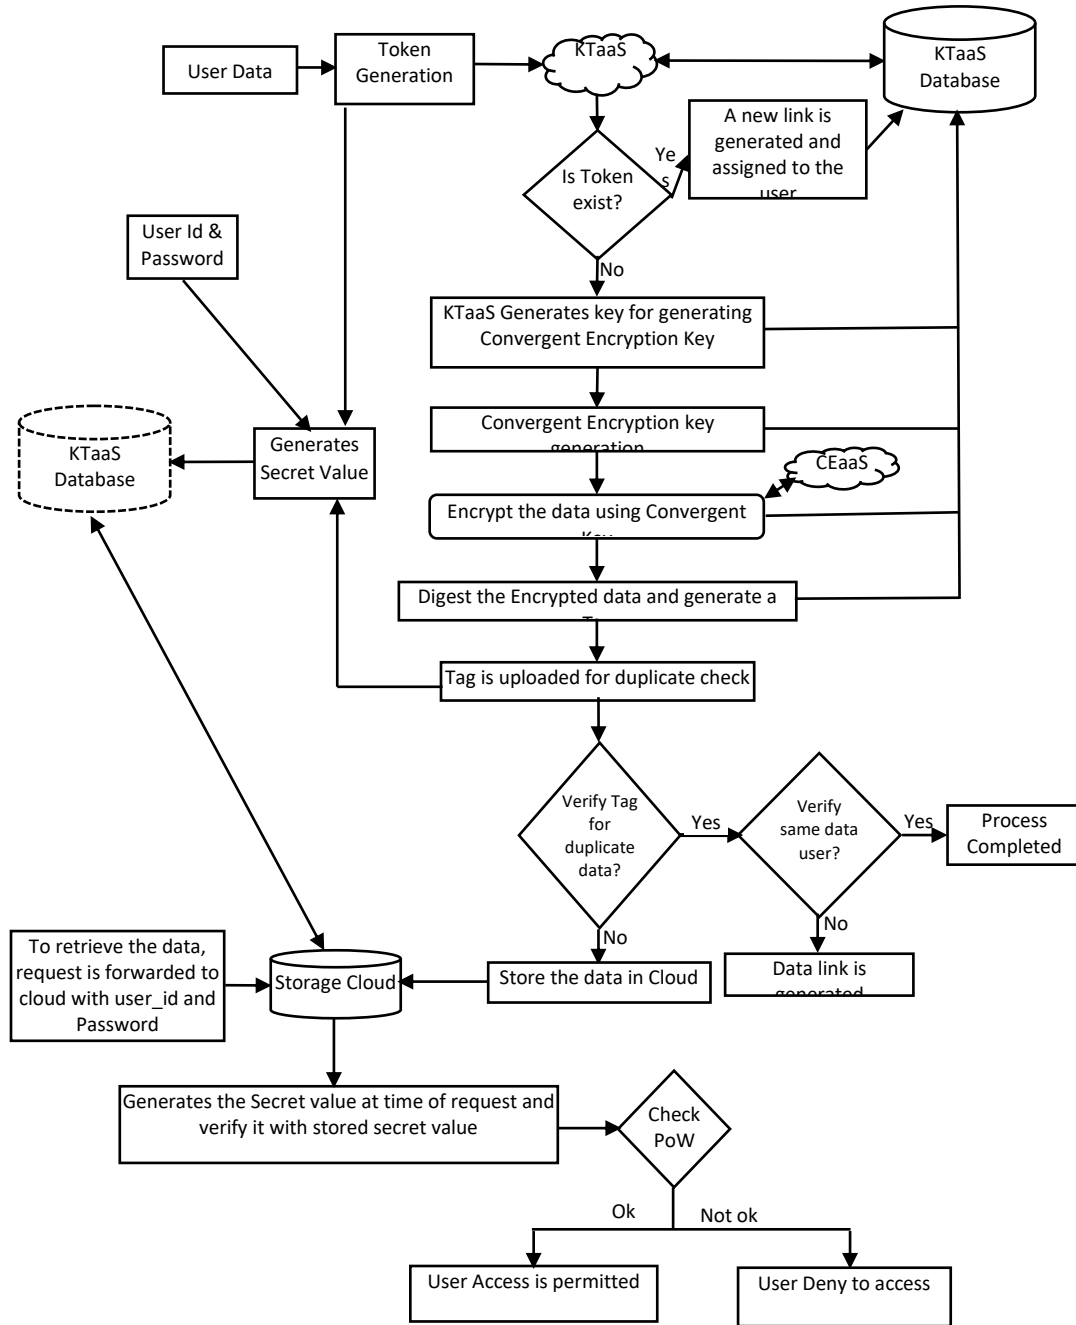 User Data
Token
Generation
KTaaS
KTaaS
Database
A new link is
generated and
assigned to the
user
Yes
Is Token
exist?
No
User Id &
Password
KTaaS Generates key for generating
Convergent Encryption Key
Convergent Encryption key
generation
CEaaS
KTaaS
Database
Generates
Secret Value
Encrypt the data using Convergent
Key
Digest the Encrypted data and generate a
Tag is uploaded for duplicate check
Verify Tag
for
duplicate
data?
Yes
Verify
same data
user?
Yes
Process
Completed
No
No
To retrieve the data,
request is forwarded to
cloud with user_id and
Password
Storage Cloud
Store the data in Cloud
Data link is
generated
Generates the Secret value at time of request and
verify it with stored secret value
Check
PoW
Ok
Not ok
User Access is permitted
User Deny to access